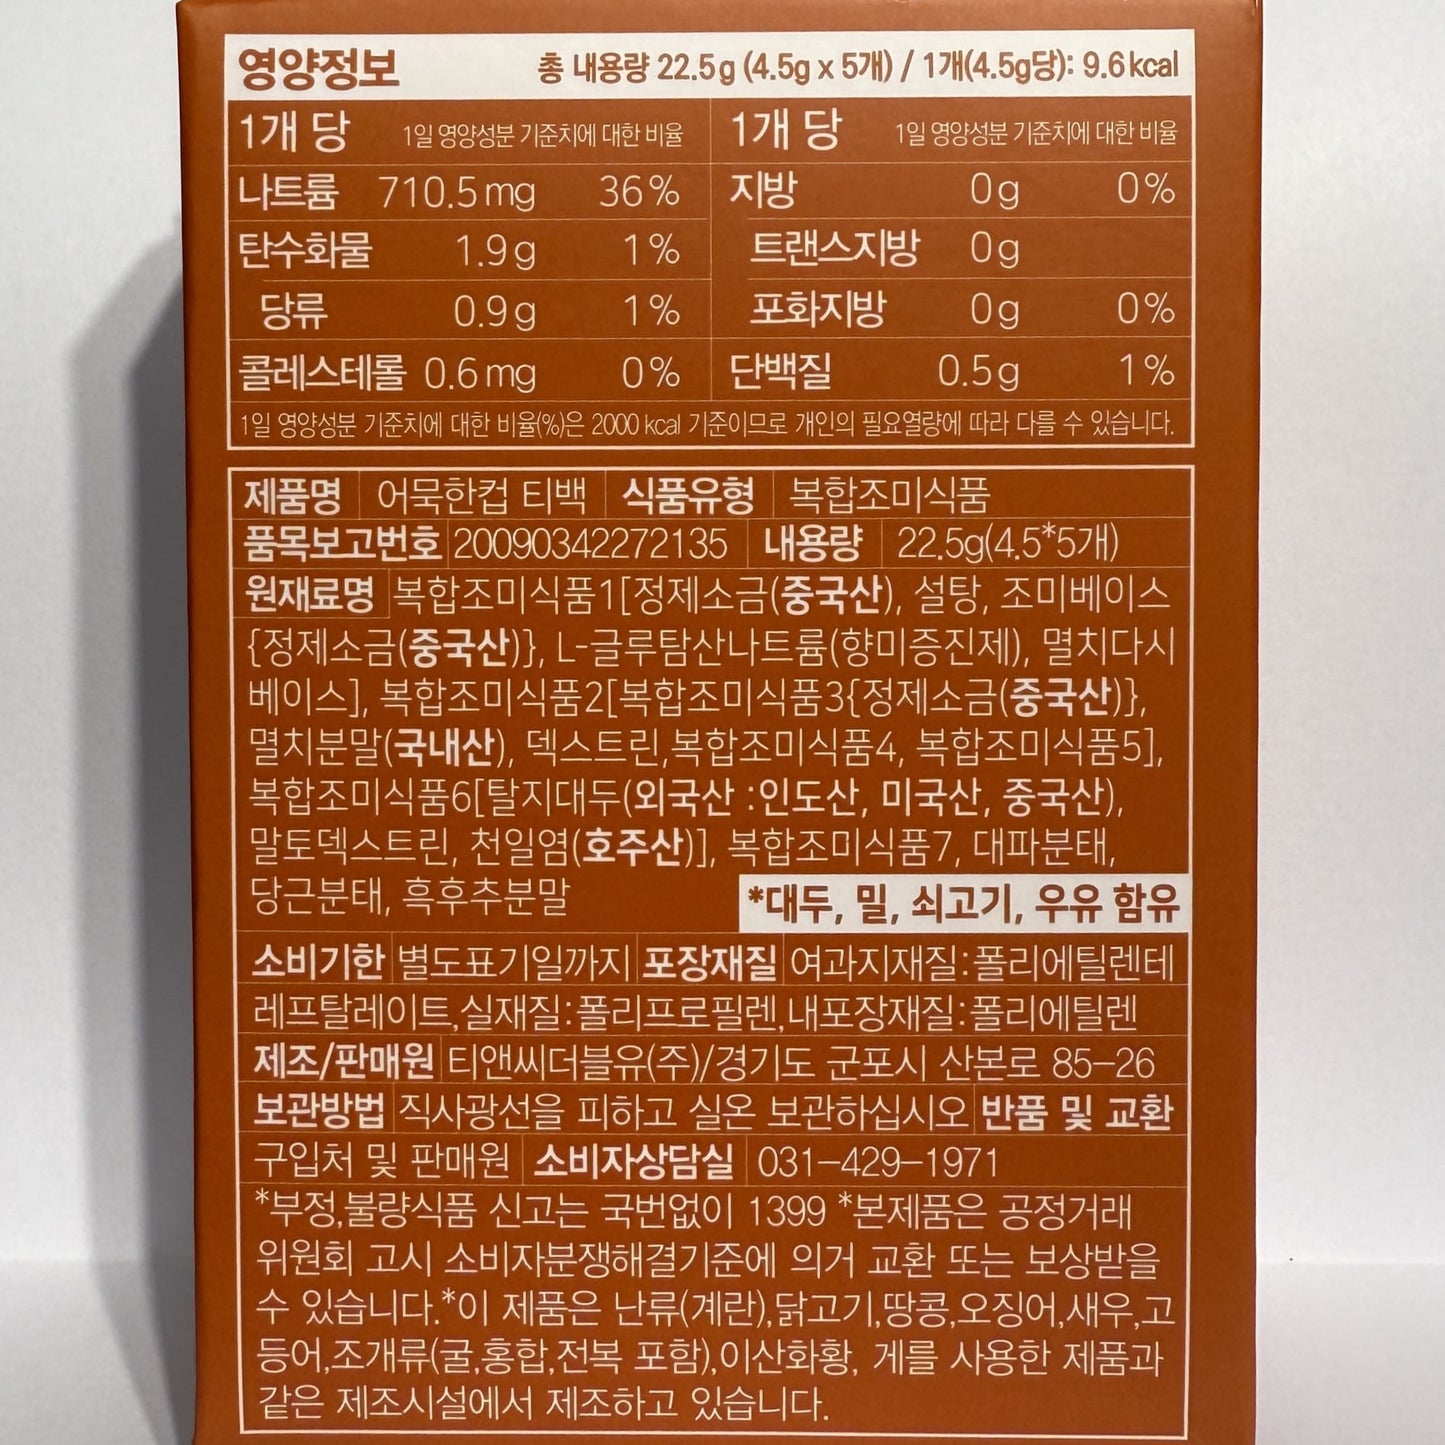 영양정보 총 내용량 22.5g (4.5g x 5개) / 1개(4.5g당): 9.6kcal
1개 당 1일 영양성분 기준치에 대한 비율 1개 당 1일 영양성분 기준치에 대한 비율
나트륨 710.5mg 36% 지방 0g 0%
탄수화물 1.9g 1% 트랜스지방 0g
당류 0.9g 1% 포화지방 0g 0%
콜레스테롤 0.6mg 0% 단백질 0.5g 1%
1일 영양성분 기준치에 대한 비율(%)은 2000 kcal 기준이므로 개인의 필요열량에 따라 다를 수 있습니다.
제품명 어묵한컵 티백 식품유형 복합조미식품
품목보고번호 20090342272135 내용량 22.5g(4.5*5개)
원재료명 복합조미식품1[정제소금(중국산), 설탕, 조미베이스
{정제소금(중국산)}, L-글루탐산나트륨(향미증진제), 멸치다시
베이스], 복합조미식품2[복합조미식품3{정제소금(중국산)},
멸치분말(국내산), 덱스트린,복합조미식품4, 복합조미식품5],
복합조미식품6[탈지대두(외국산 :인도산, 미국산, 중국산),
말토덱스트린, 천일염(호주산)], 복합조미식품7, 대파분태,
당근분태, 흑후추분말 *대두, 밀, 쇠고기, 우유 함유
소비기한 별도표기일까지 포장재질 여과지재질:폴리에틸렌테
레프탈레이트,실재질:폴리프로필렌,내포장재질:폴리에틸렌
제조/판매원 티앤씨더블유(주)/경기도 군포시 산본로 85-26
보관방법 직사광선을 피하고 실온 보관하십시오 반품 및 교환
구입처 및 판매원 소비자상담실 031-429-1971
*부정,불량식품 신고는 국번없이 1399 *본제품은 공정거래
위원회 고시 소비자분쟁해결기준에 의거 교환 또는 보상받을
수 있습니다.*이 제품은 난류(계란),닭고기,땅콩,오징어,새우,고
등어,조개류(굴,홍합,전복 포함),이산화황, 게를 사용한 제품과
같은 제조시설에서 제조하고 있습니다.